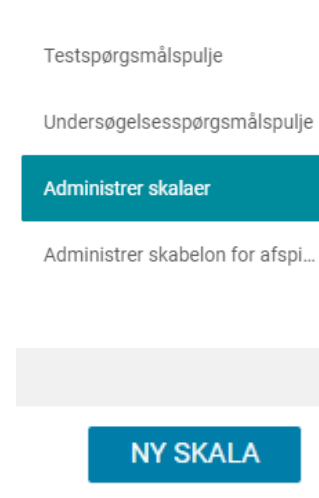 Testspørgsmålspulje
Undersøgelsesspørgsmålspulje
Administrer skalaer
Administrer skabelon for afspi...
NY SKALA